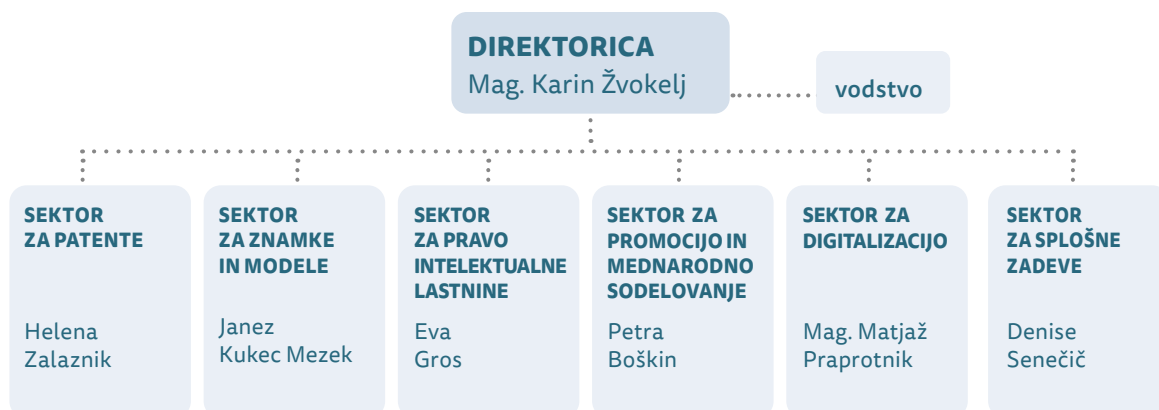 DIREKTORICA
Mag. Karin Žvokelj
vodstvo
SEKTOR
ZA PATENTE
Helena
Zalaznik
SEKTOR
ZA ZNAMKE
IN MODELE
Janez
Kukec Mezek
SEKTOR
ZA PRAVO
INTELEKTUALNE
LASTNINE
Eva
Gros
SEKTOR ZA
PROMOCIJO IN
MEDNARODNO
SODELOVANJE
Petra
Boškin
SEKTOR ZA
DIGITALIZACIJO
Mag. Matjaž
Praprotnik
SEKTOR
ZA SPLOŠNE
ZADEVE
Denise
Senečič